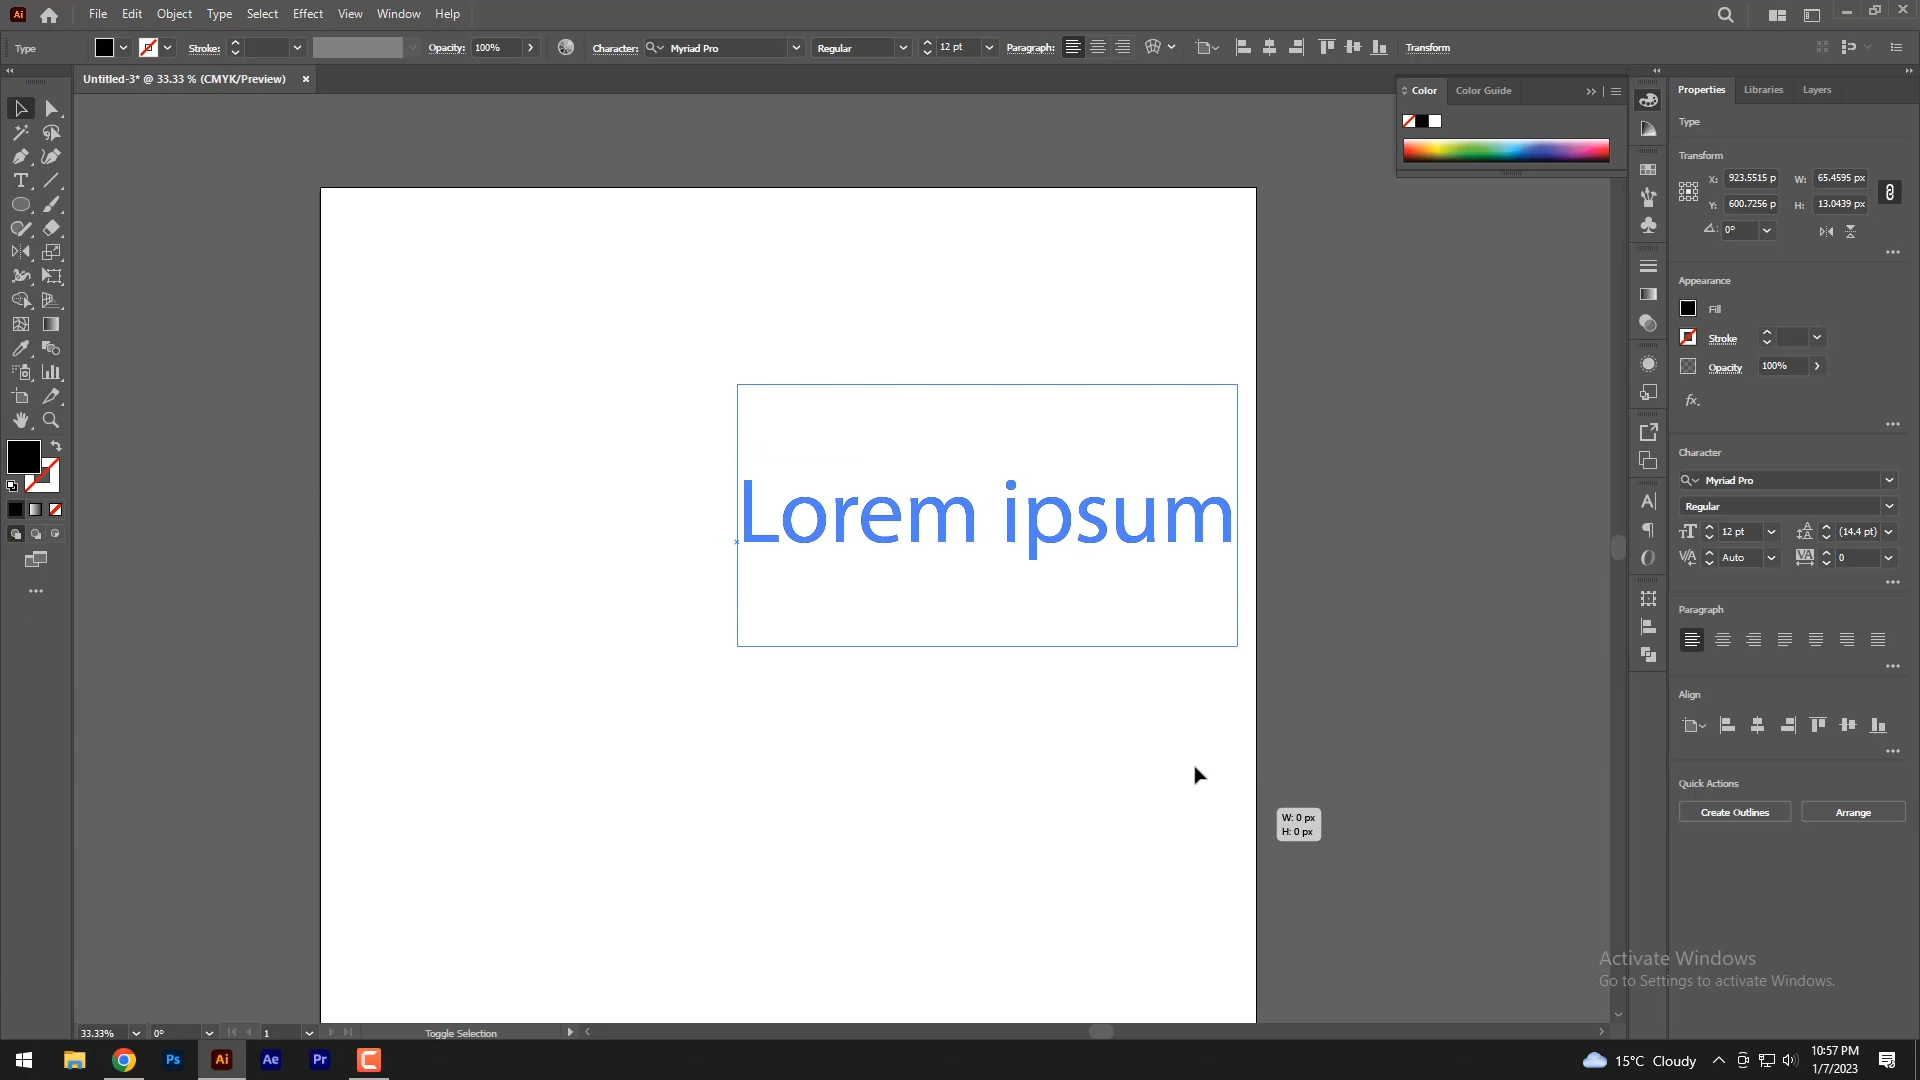 Ai File Edit Object Type Select Effect View Window Help
Type Stroke: Opacity: 100% Character: Myriad Pro Regular 12 pt Paragraph: Transform
Untitled-3* @ 33.33 % (CMYK/Preview) ×
Color Color Guide
Properties Libraries Layers
Type
Transform
X: 923.5515 p W: 65.4595 px
Y: 600.7256 p H: 13.0439 px
0°
Appearance
Fill
Stroke
Opacity 100%
fx.
Character
Myriad Pro
Regular
12 pt (14.4 pt)
Auto 0
Paragraph
Align
Quick Actions
Create Outlines Arrange
Lorem ipsum
W: 0 px
H: 0 px
Activate Windows
Go to Settings to activate Windows.
33.33% 0° 1 Toggle Selection
Ps Ai Ae Pr
15°C Cloudy
10:57 PM
1/7/2023